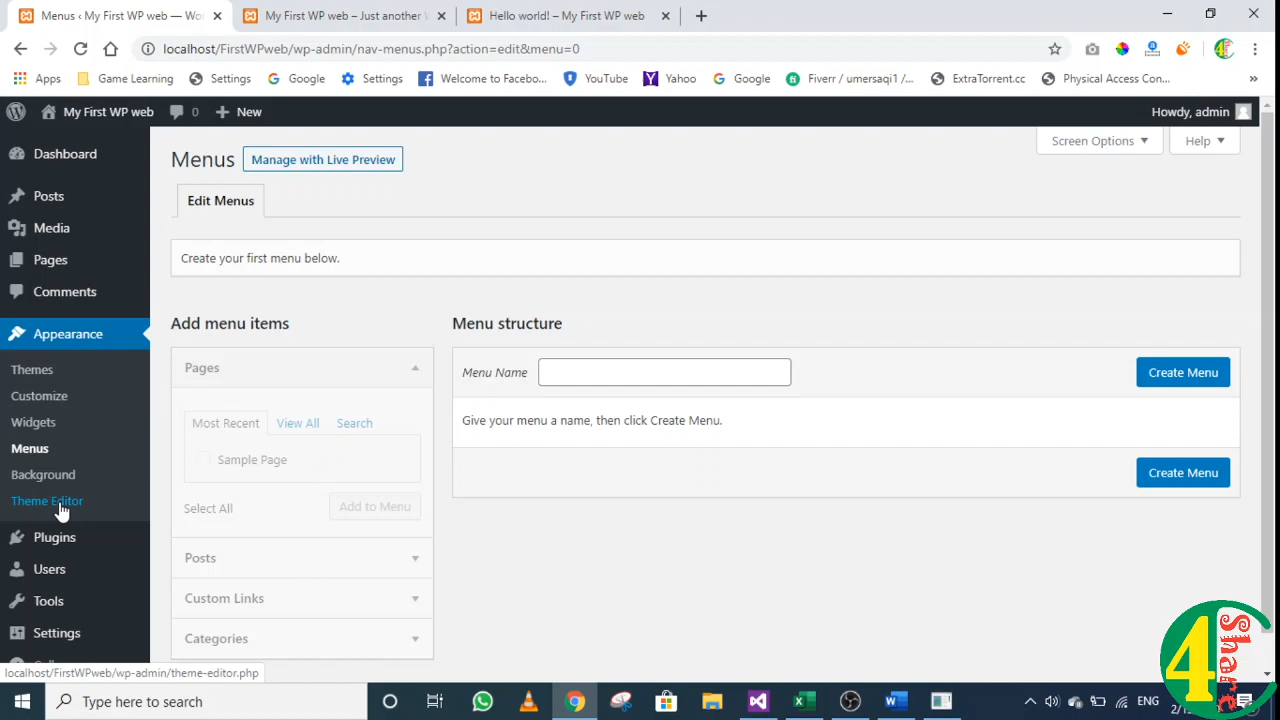 Menus ‹ My First WP web — Wo
My First WP web – Just another W
Hello world! – My First WP web
localhost/FirstWPweb/wp-admin/nav-menus.php?action=edit&menu=0
Apps
Game Learning
Settings
Google
Settings
Welcome to Facebo...
YouTube
Yahoo
Google
Fiverr / umersaqi1/...
ExtraTorrent.cc
Physical Access Con...
»
My First WP web
0
New
Howdy, admin
Screen Options
Help
Dashboard
Posts
Media
Pages
Comments
Appearance
Themes
Customize
Widgets
Menus
Background
Theme Editor
Plugins
Users
Tools
Settings
Menus
Manage with Live Preview
Edit Menus
Create your first menu below.
Add menu items
Pages
Most Recent
View All
Search
Sample Page
Select All
Add to Menu
Posts
Custom Links
Categories
Menu structure
Menu Name
Create Menu
Give your menu a name, then click Create Menu.
Create Menu
localhost/FirstWPweb/wp-admin/theme-editor.php
4 Share
Type here to search
ENG